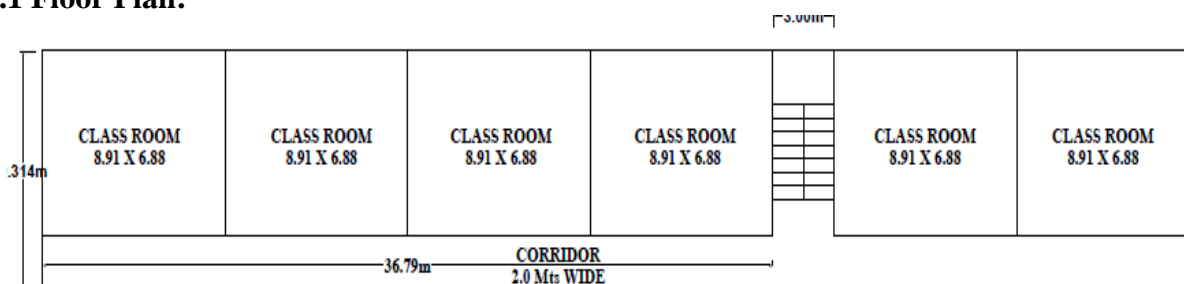 .1 Floor Plan:
3.00m
CLASS ROOM
8.91 X 6.88
CLASS ROOM
8.91 X 6.88
CLASS ROOM
8.91 X 6.88
CLASS ROOM
8.91 X 6.88
CLASS ROOM
8.91 X 6.88
CLASS ROOM
8.91 X 6.88
.314m
36.79m
CORRIDOR
2.0 Mts WIDE